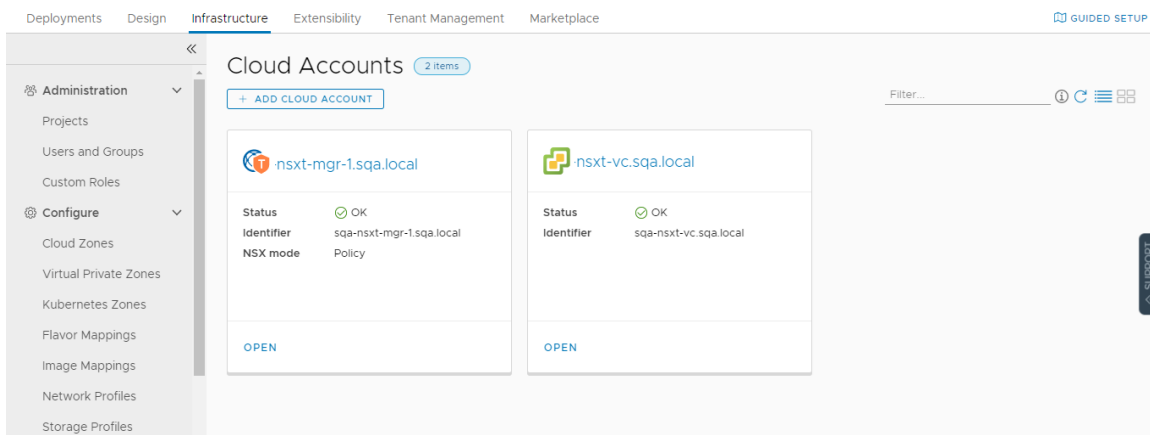 Deployments Design Infrastructure Extensibility Tenant Management Marketplace GUIDED SETUP
Administration
Projects
Users and Groups
Custom Roles
Configure
Cloud Zones
Virtual Private Zones
Kubernetes Zones
Flavor Mappings
Image Mappings
Network Profiles
Storage Profiles
Cloud Accounts 2 items
+ ADD CLOUD ACCOUNT
Filter...
T
nsxt-mgr-1.sqa.local
Status OK
Identifier sqa-nsxt-mgr-1.sqa.local
NSX mode Policy
OPEN
nsxt-vc.sqa.local
Status OK
Identifier sqa-nsxt-vc.sqa.local
OPEN
SUPPORT